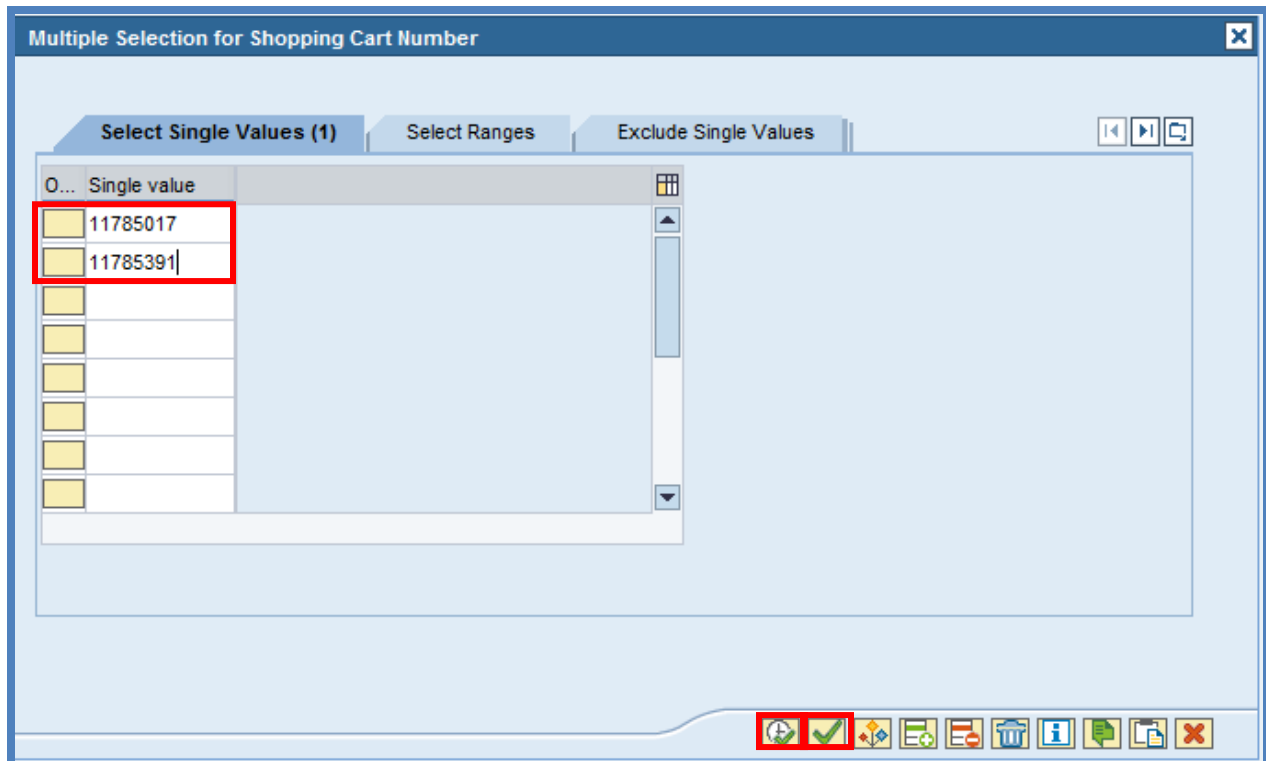 Multiple Selection for Shopping Cart Number
Select Single Values (1) Select Ranges Exclude Single Values
O... Single value
11785017
11785391